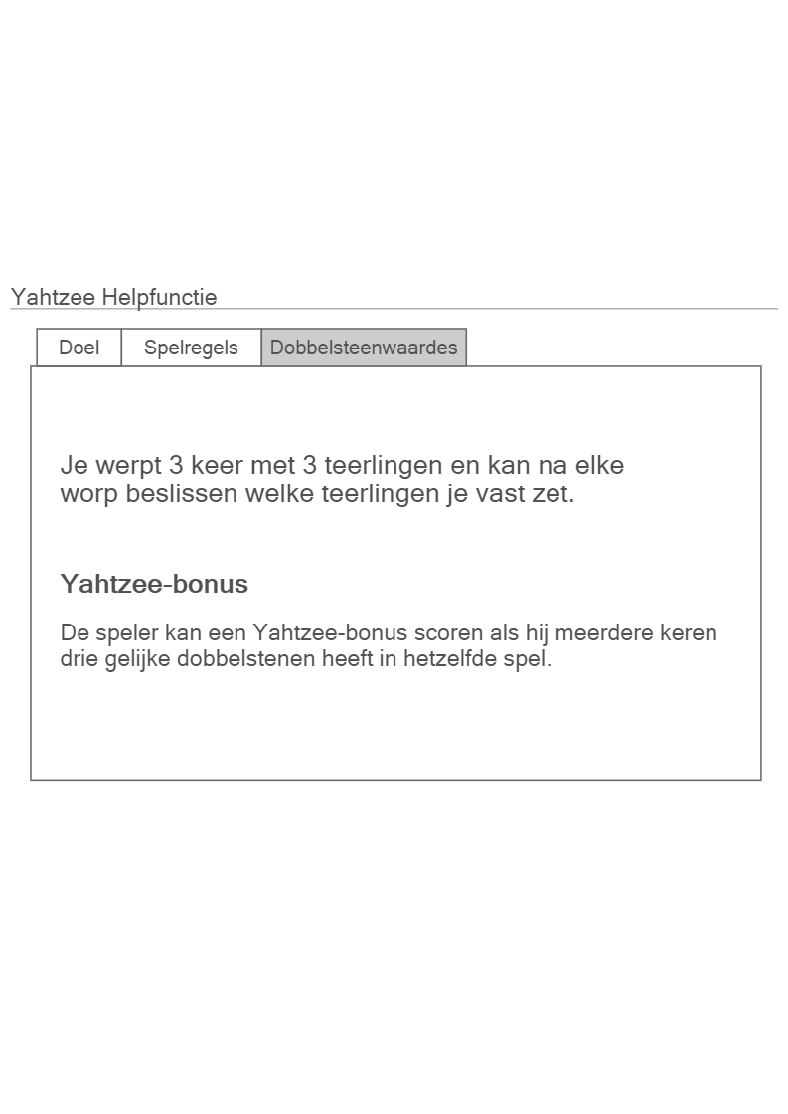 Yahtzee Helpfunctie
Doel Spelregels Dobbelsteenwaardes
Je werpt 3 keer met 3 teerlingen en kan na elke
worp beslissen welke teerlingen je vast zet.
Yahtzee-bonus
De speler kan een Yahtzee-bonus scoren als hij meerdere keren
drie gelijke dobbelstenen heeft in hetzelfde spel.